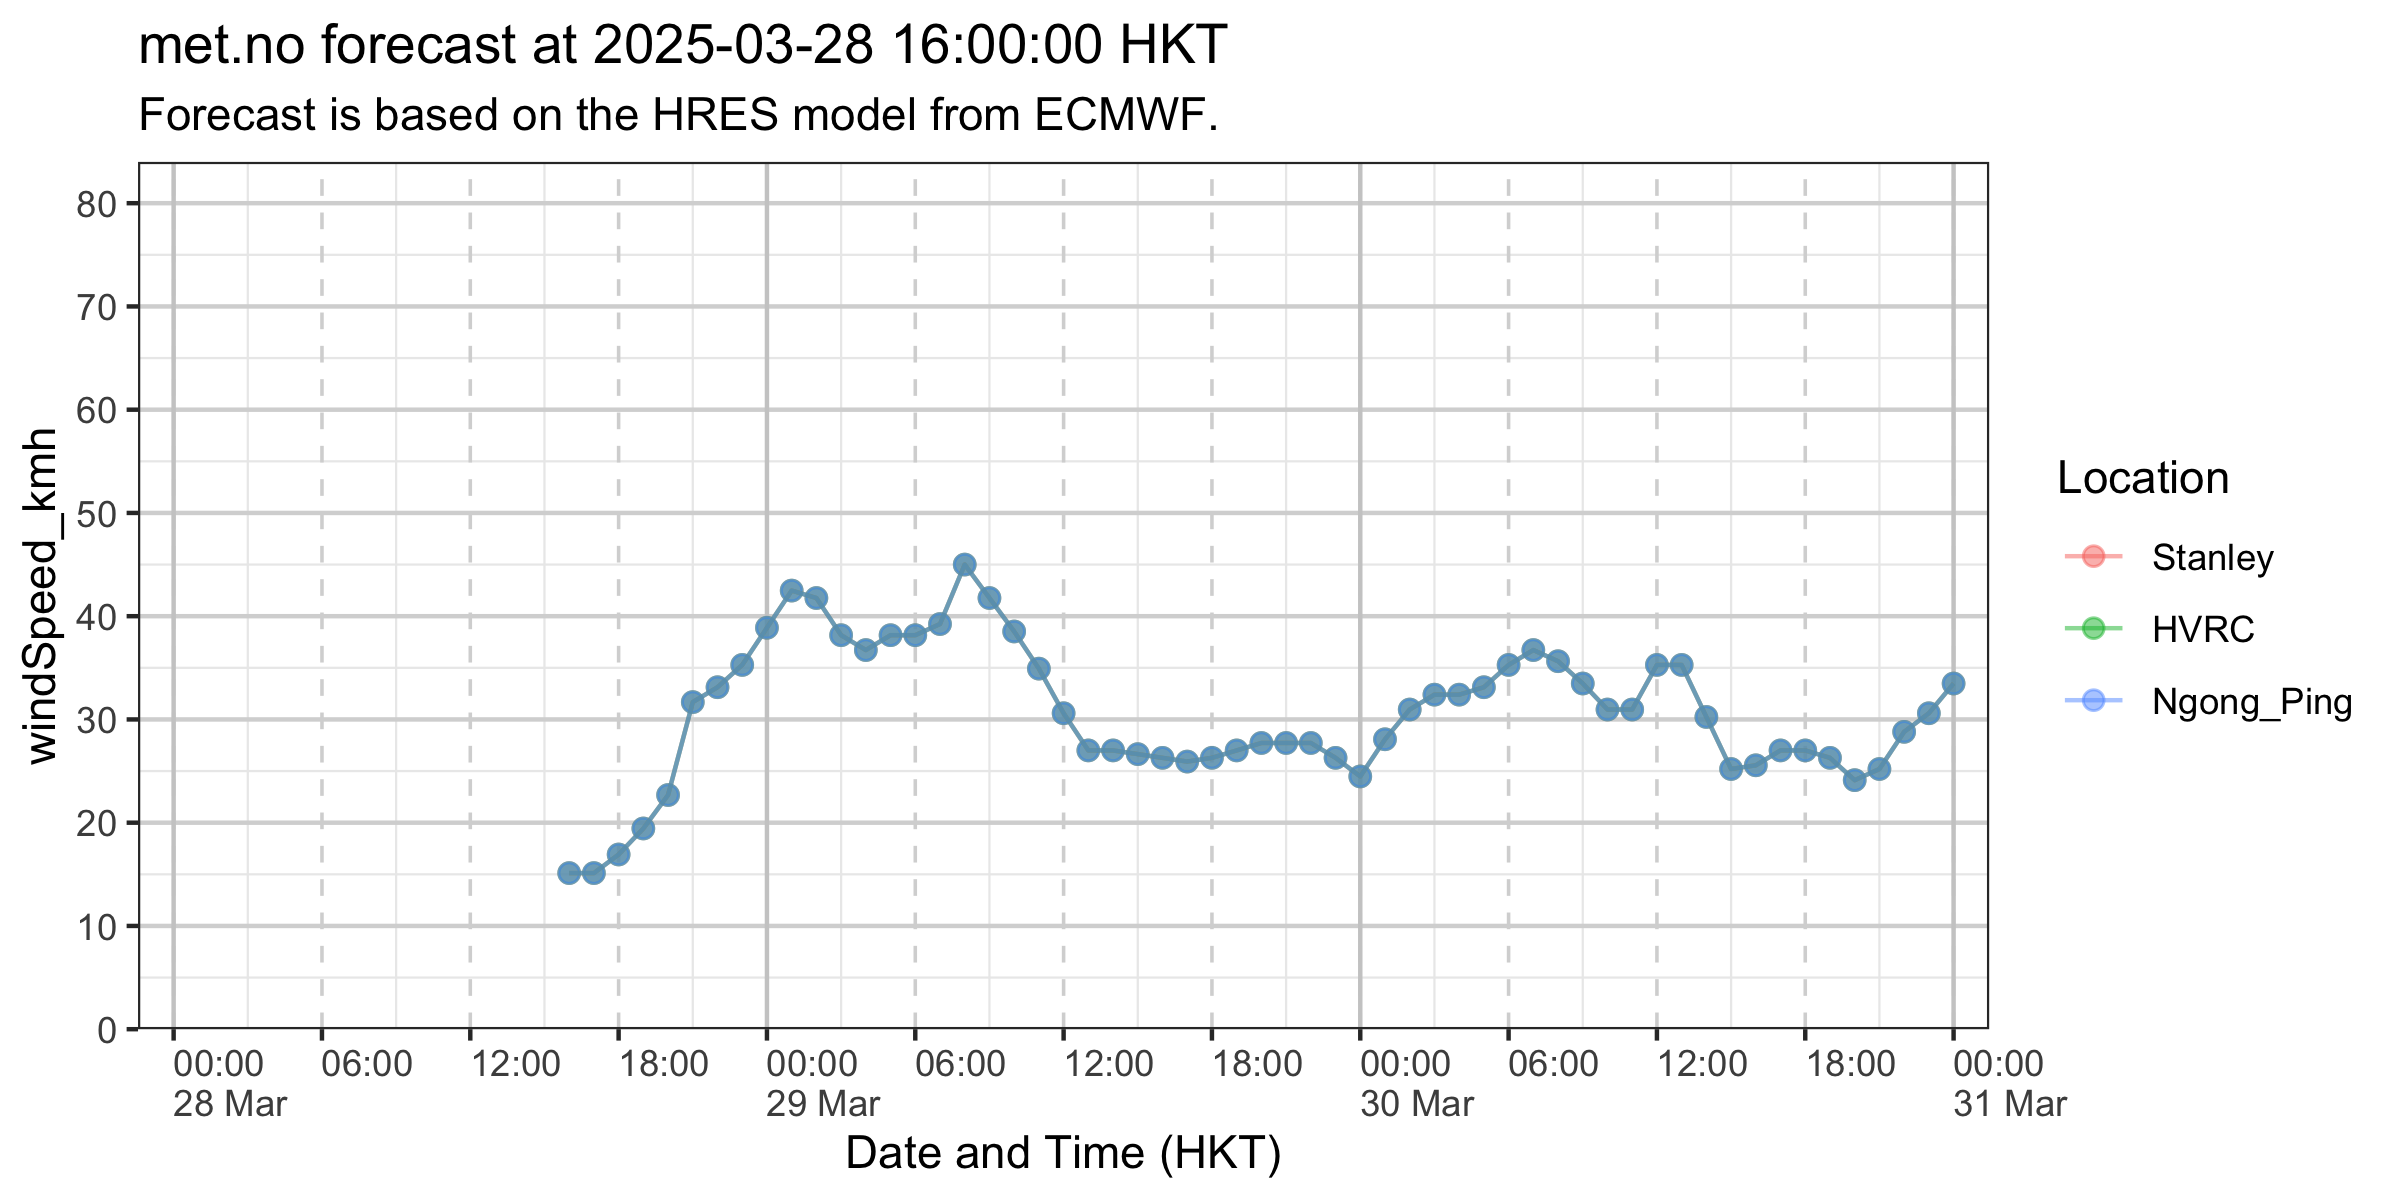 met.no forecast at 2025-03-28 16:00:00 HKT
Forecast is based on the HRES model from ECMWF.
windSpeed_kmh
80
70
60
50
40
30
20
10
0
00:00 06:00 12:00 18:00 00:00 06:00 12:00 18:00 00:00 06:00 12:00 18:00 00:00
28 Mar 29 Mar 30 Mar 31 Mar
Date and Time (HKT)
Location
Stanley
HVRC
Ngong_Ping